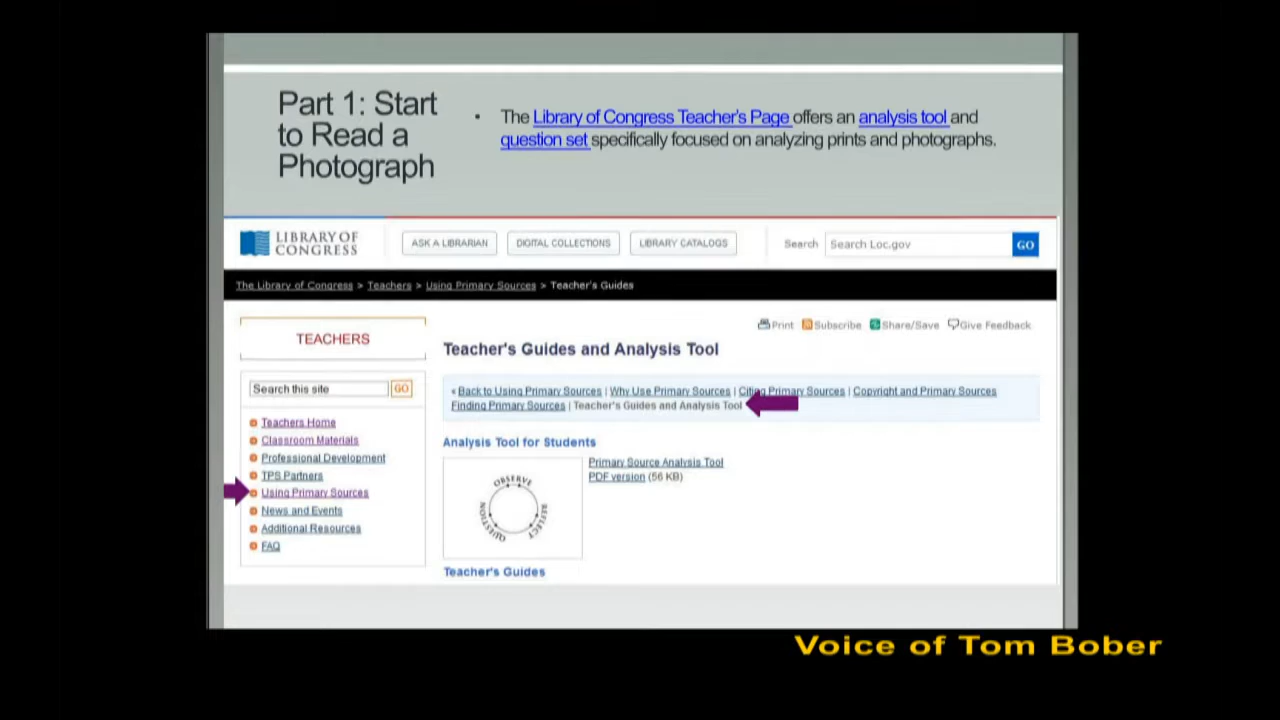 Part 1: Start
to Read a
Photograph
• The Library of Congress Teacher's Page offers an analysis tool and
question set specifically focused on analyzing prints and photographs.
LIBRARY OF
CONGRESS
ASK A LIBRARIAN
DIGITAL COLLECTIONS
LIBRARY CATALOGS
Search
Search Loc.gov
GO
The Library of Congress > Teachers > Using Primary Sources > Teacher's Guides
Print
Subscribe
Share/Save
Give Feedback
TEACHERS
Search this site
GO
Teachers Home
Classroom Materials
Professional Development
TPS Partners
Using Primary Sources
News and Events
Additional Resources
FAQ
Teacher's Guides and Analysis Tool
« Back to Using Primary Sources | Why Use Primary Sources | Citing Primary Sources | Copyright and Primary Sources
Finding Primary Sources | Teacher's Guides and Analysis Tool
Analysis Tool for Students
OBSERVE
REFLECT
QUESTION
Primary Source Analysis Tool
PDF version (56 KB)
Teacher's Guides
Voice of Tom Bober